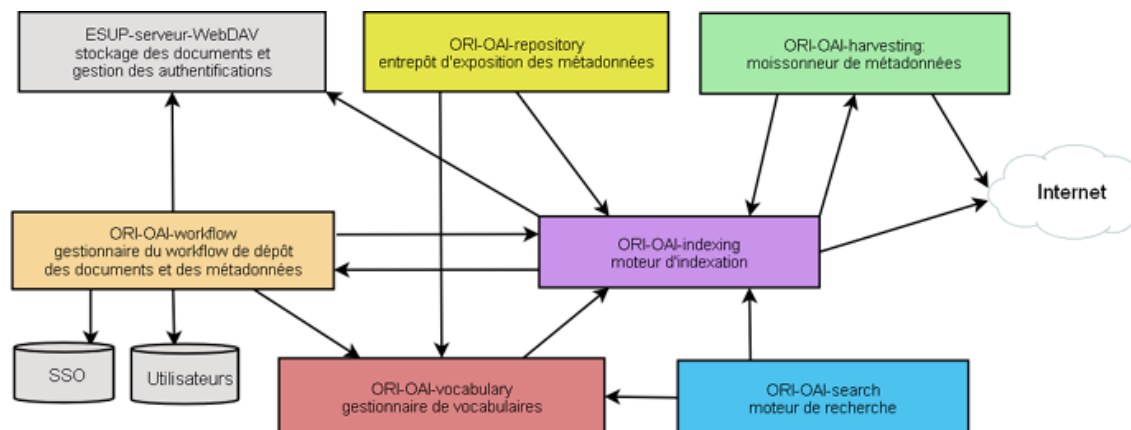 ESUP-serveur-WebDAV
stockage des documents et
gestion des authentifications
ORI-OAI-repository
entrepôt d'exposition des métadonnées
ORI-OAI-harvesting:
moissonneur de métadonnées
Internet
ORI-OAI-workflow
gestionnaire du workflow de dépôt
des documents et des métadonnées
ORI-OAI-indexing
moteur d'indexation
SSO
Utilisateurs
ORI-OAI-vocabulary
gestionnaire de vocabulaires
ORI-OAI-search
moteur de recherche